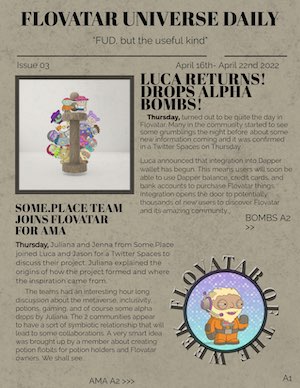 FLOVATAR UNIVERSE DAILY
"FUD, but the useful kind"
Issue 03
April 16th- April 22nd 2022
LUCA RETURNS!
DROPS ALPHA
BOMBS!
Thursday, turned out to be quite the day in
Flovatar. Many in the community started to see
some grumblings the night before about some
new information coming and it was confirmed
in a Twitter Spaces on Thursday.
Luca announced that integration into Dapper
wallet has begun. This means users will soon be
able to use Dapper balance, credit cards, and
bank accounts to purchase Flovatar things.
Integration opens the door to potentially
thousands of new users to discover Flovatar
and its amazing community.
BOMBS A2
>>
SOME.PLACE TEAM
JOINS FLOVATAR
FOR AMA
Thursday, Juliana and Jenna from Some.Place
joined Luca and Jason for a Twitter Spaces to
discuss their project. Juliana explained the
origins of how the project formed and where
the inspiration came from.
The teams had an interesting hour long
discussion about the metaverse, inclusivity,
potions, gaming, and of course some alpha
drops by Juliana. The 2 communities appear
to have a sort of symbiotic relationship that will
lead to some collaborations. A very smart idea
was brought up by a member about creating
potion flobits for potion holders and Flovatar
owners. We shall see.
AMA A2 >>>
FLOVATAR OF THE WEEK
A1